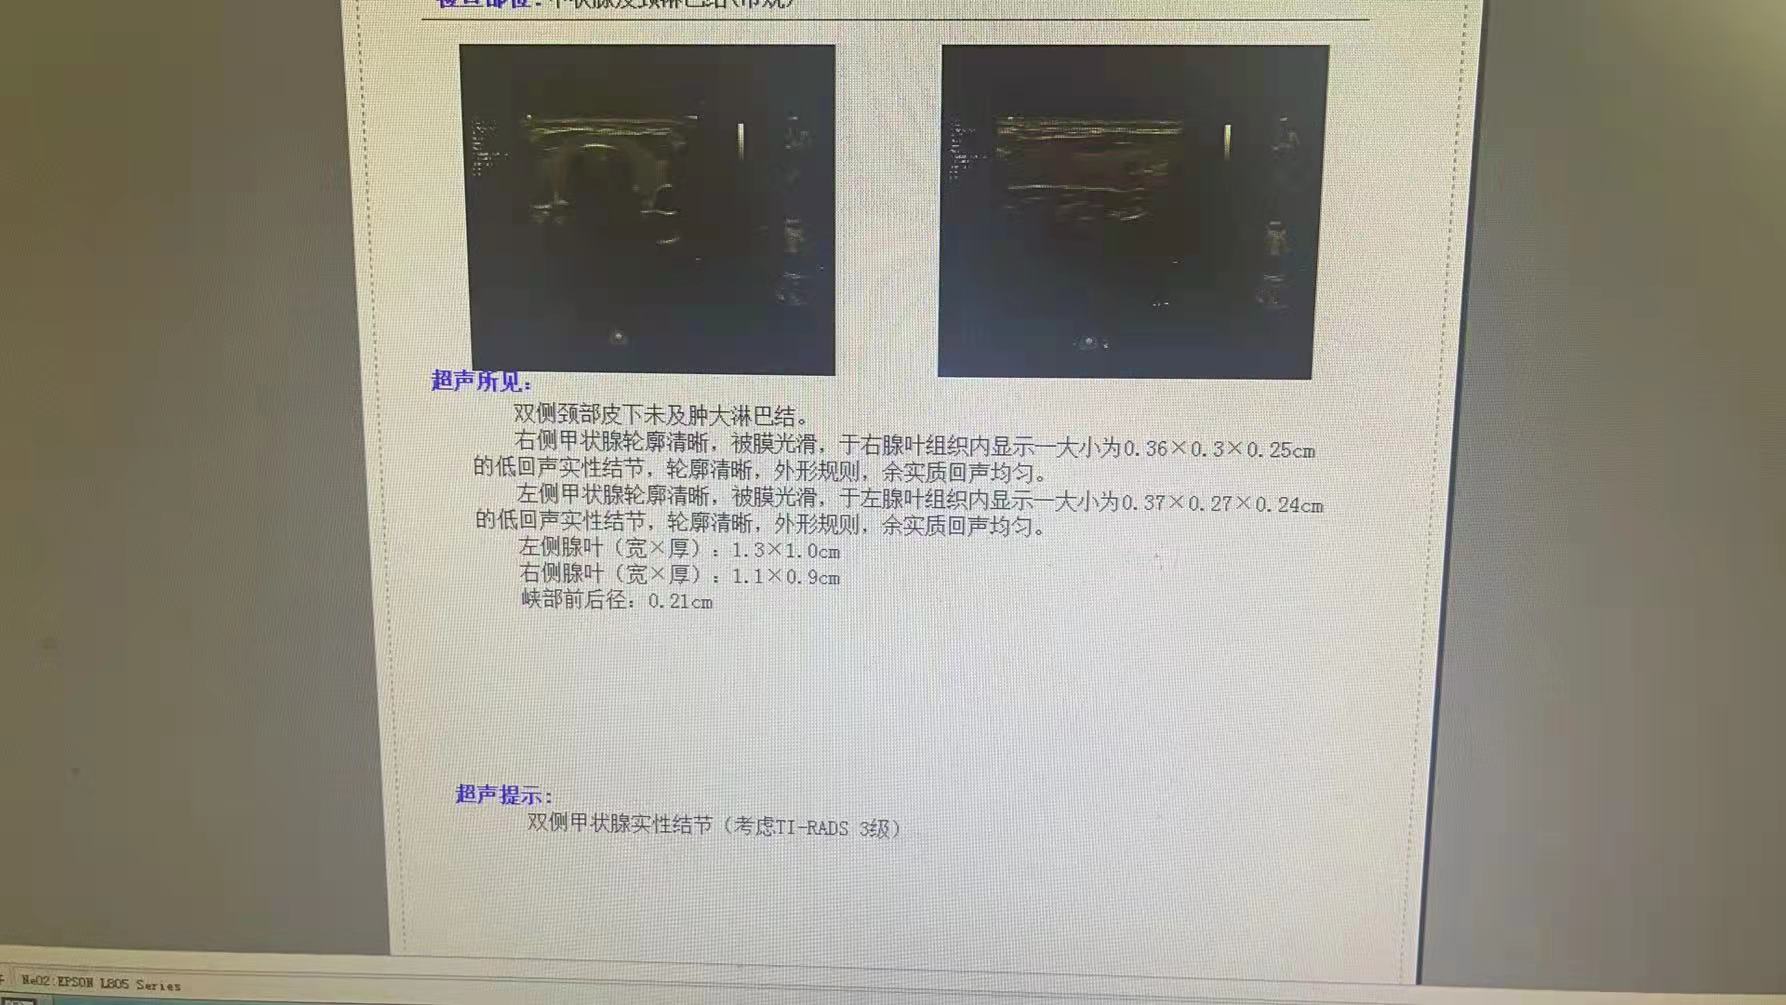 检查部位：甲状腺及颈淋巴结(常规)
超声所见：
双侧颈部皮下未及肿大淋巴结。
右侧甲状腺轮廓清晰，被膜光滑，于右腺叶组织内显示一大小为0.36×0.3×0.25cm
的低回声实性结节，轮廓清晰，外形规则，余实质回声均匀。
左侧甲状腺轮廓清晰，被膜光滑，于左腺叶组织内显示一大小为0.37×0.27×0.24cm
的低回声实性结节，轮廓清晰，外形规则，余实质回声均匀。
左侧腺叶（宽×厚）：1.3×1.0cm
右侧腺叶（宽×厚）：1.1×0.9cm
峡部前后径：0.21cm
超声提示：
双侧甲状腺实性结节（考虑TI-RADS 3级）
Ne02:EPSON L805 Series